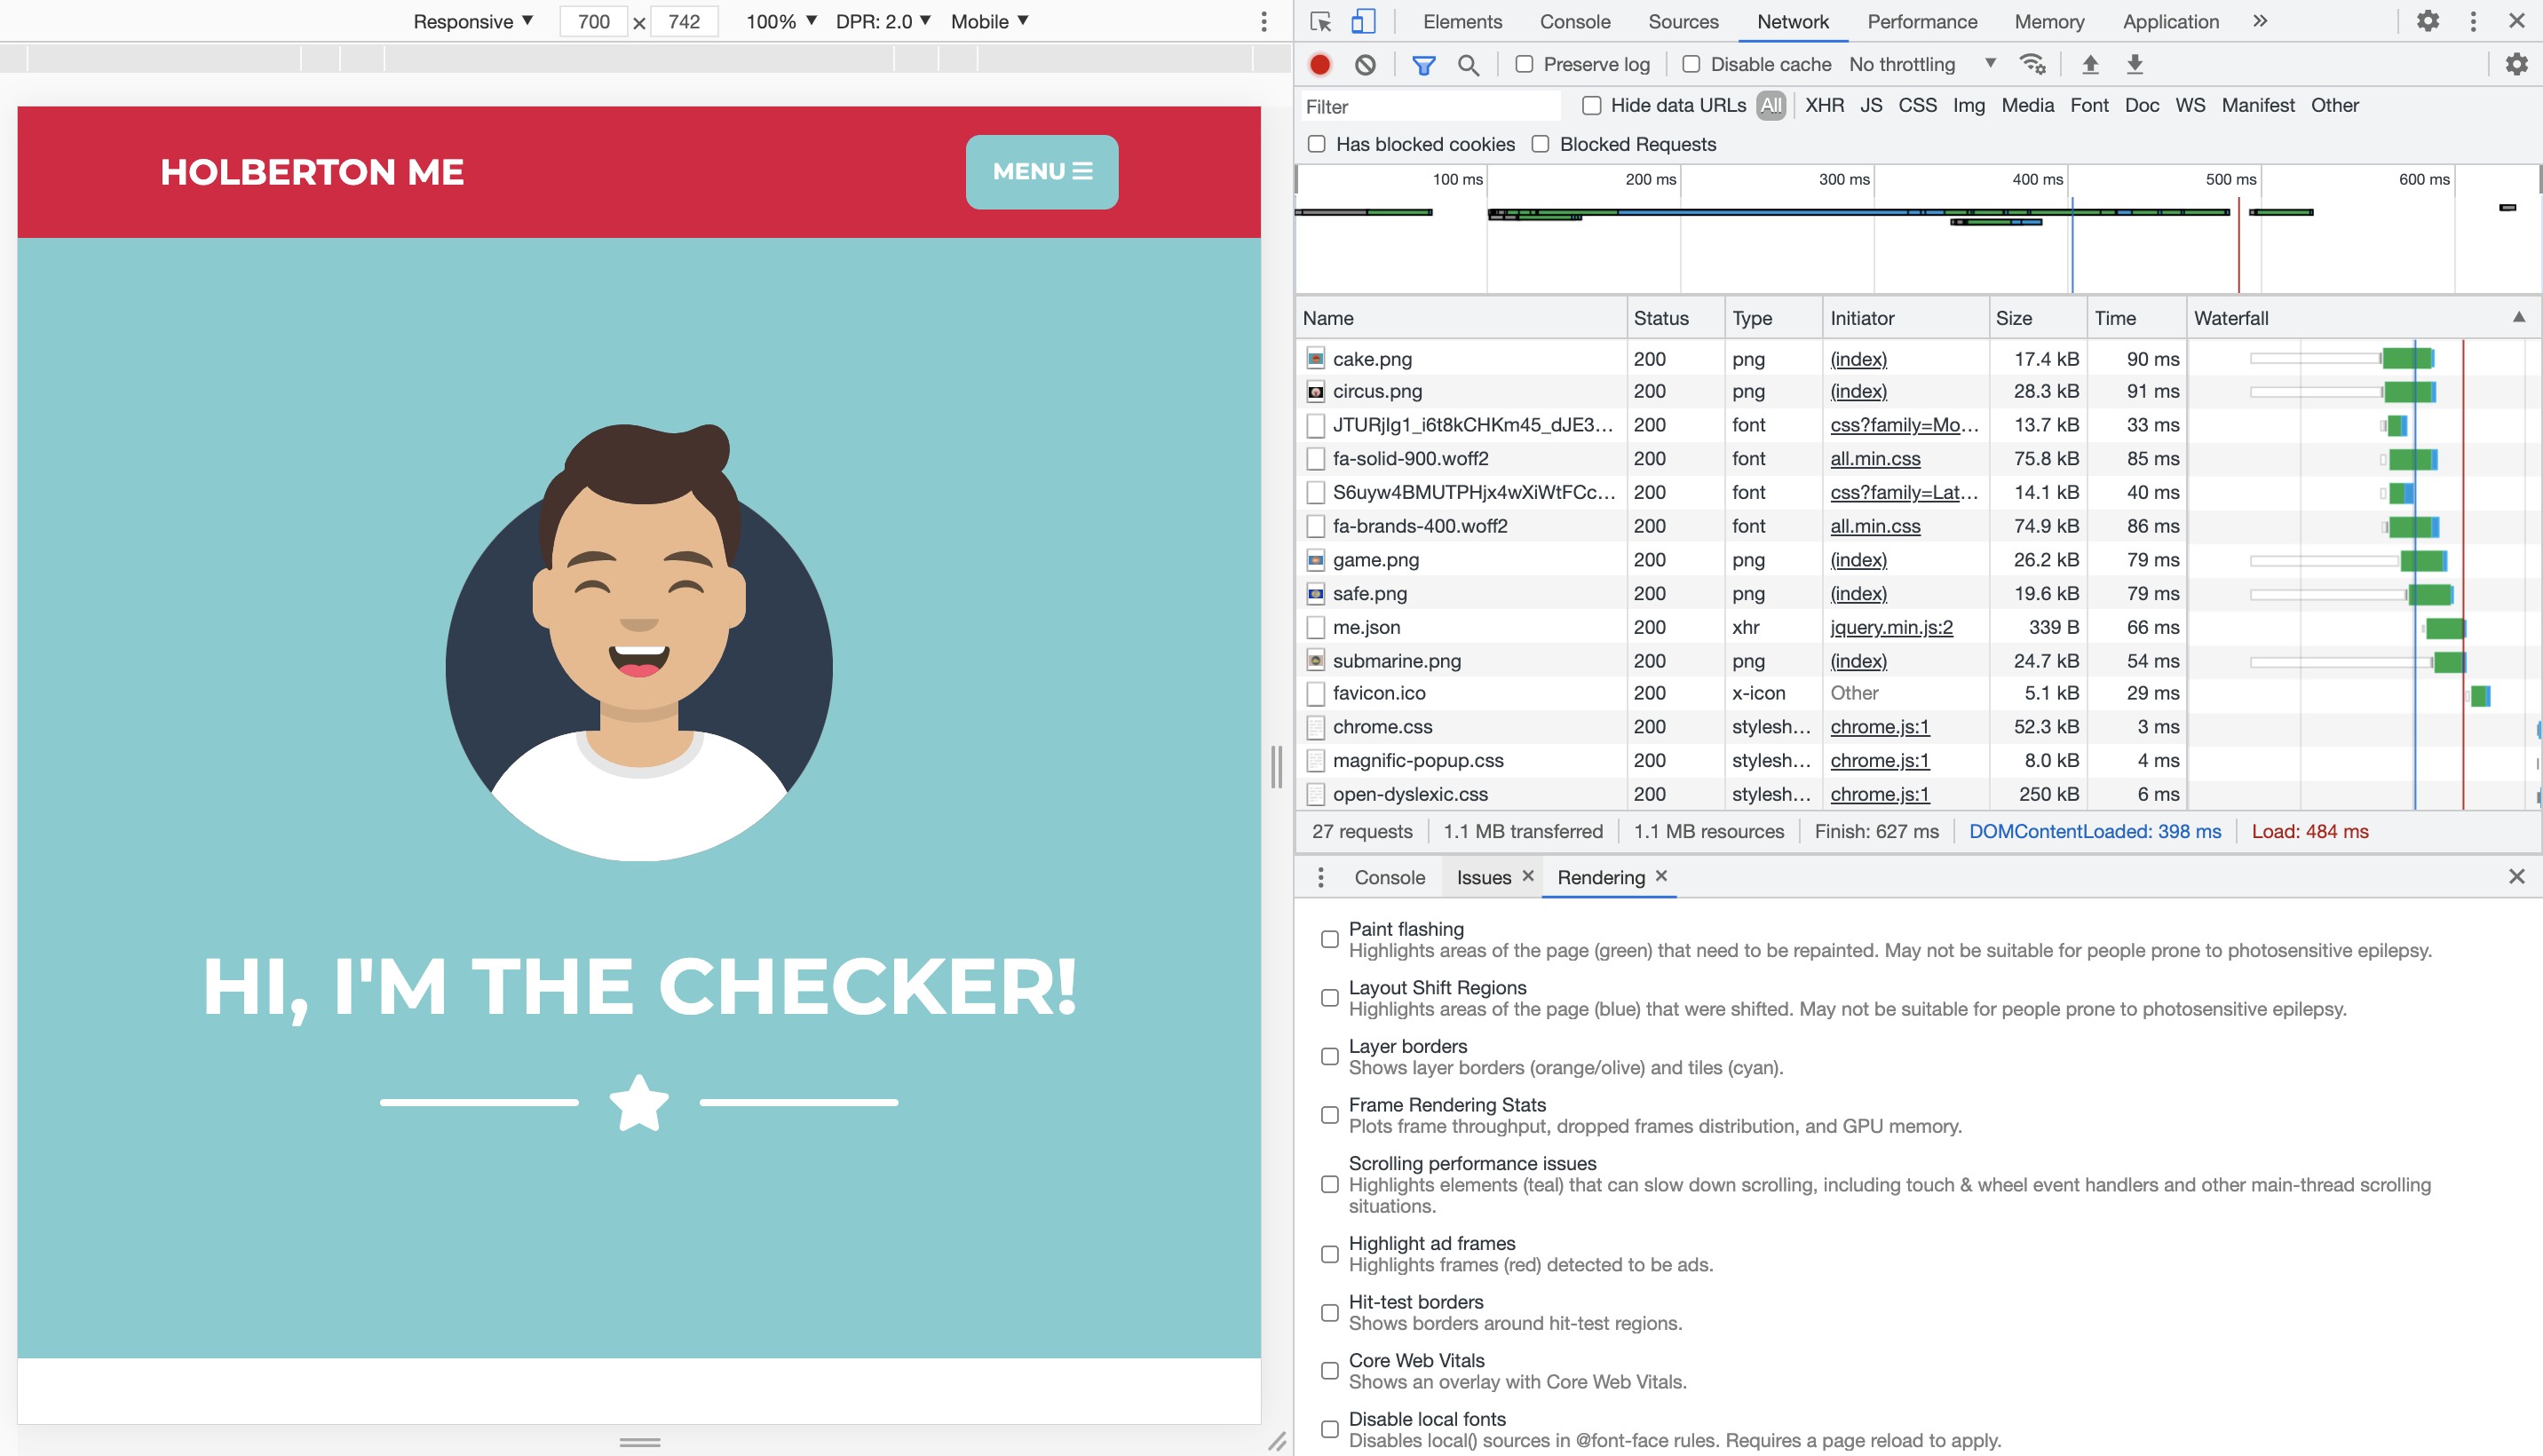 Responsive 700 × 742 100% DPR: 2.0 Mobile
HOLBERTON ME
MENU
HI, I'M THE CHECKER!
Elements Console Sources Network Performance Memory Application
Preserve log Disable cache No throttling
Filter Hide data URLs All XHR JS CSS Img Media Font Doc WS Manifest Other
Has blocked cookies Blocked Requests
100 ms 200 ms 300 ms 400 ms 500 ms 600 ms
Name Status Type Initiator Size Time Waterfall
cake.png 200 png (index) 17.4 kB 90 ms
circus.png 200 png (index) 28.3 kB 91 ms
JTURjIg1_i6t8kCHKm45_dJE3... 200 font css?family=Mo... 13.7 kB 33 ms
fa-solid-900.woff2 200 font all.min.css 75.8 kB 85 ms
S6uyw4BMUTPHjx4wXiWtFCc... 200 font css?family=Lat... 14.1 kB 40 ms
fa-brands-400.woff2 200 font all.min.css 74.9 kB 86 ms
game.png 200 png (index) 26.2 kB 79 ms
safe.png 200 png (index) 19.6 kB 79 ms
me.json 200 xhr jquery.min.js:2 339 B 66 ms
submarine.png 200 png (index) 24.7 kB 54 ms
favicon.ico 200 x-icon Other 5.1 kB 29 ms
chrome.css 200 stylesh... chrome.js:1 52.3 kB 3 ms
magnific-popup.css 200 stylesh... chrome.js:1 8.0 kB 4 ms
open-dyslexic.css 200 stylesh... chrome.js:1 250 kB 6 ms
27 requests 1.1 MB transferred 1.1 MB resources Finish: 627 ms DOMContentLoaded: 398 ms Load: 484 ms
Console Issues Rendering
Paint flashing
Highlights areas of the page (green) that need to be repainted. May not be suitable for people prone to photosensitive epilepsy.
Layout Shift Regions
Highlights areas of the page (blue) that were shifted. May not be suitable for people prone to photosensitive epilepsy.
Layer borders
Shows layer borders (orange/olive) and tiles (cyan).
Frame Rendering Stats
Plots frame throughput, dropped frames distribution, and GPU memory.
Scrolling performance issues
Highlights elements (teal) that can slow down scrolling, including touch & wheel event handlers and other main-thread scrolling
situations.
Highlight ad frames
Highlights frames (red) detected to be ads.
Hit-test borders
Shows borders around hit-test regions.
Core Web Vitals
Shows an overlay with Core Web Vitals.
Disable local fonts
Disables local() sources in @font-face rules. Requires a page reload to apply.